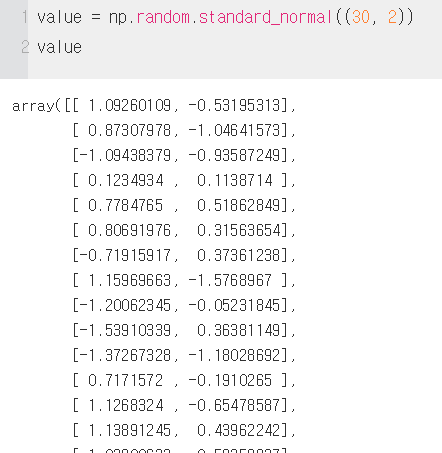 1 value = np.random.standard_normal((30, 2))
2 value
array([[ 1.09260109, -0.53195313],
[ 0.87307978, -1.04641573],
[-1.09438379, -0.93587249],
[ 0.1234934 , 0.1138714 ],
[ 0.7784765 , 0.51862849],
[ 0.80691976, 0.31563654],
[-0.71915917, 0.37361238],
[ 1.15969663, -1.5768967 ],
[-1.20062345, -0.05231845],
[-1.53910339, 0.36381149],
[-1.37267328, -1.18028692],
[ 0.7171572 , -0.1910265 ],
[ 1.1268324 , -0.65478587],
[ 1.13891245, 0.43962242],